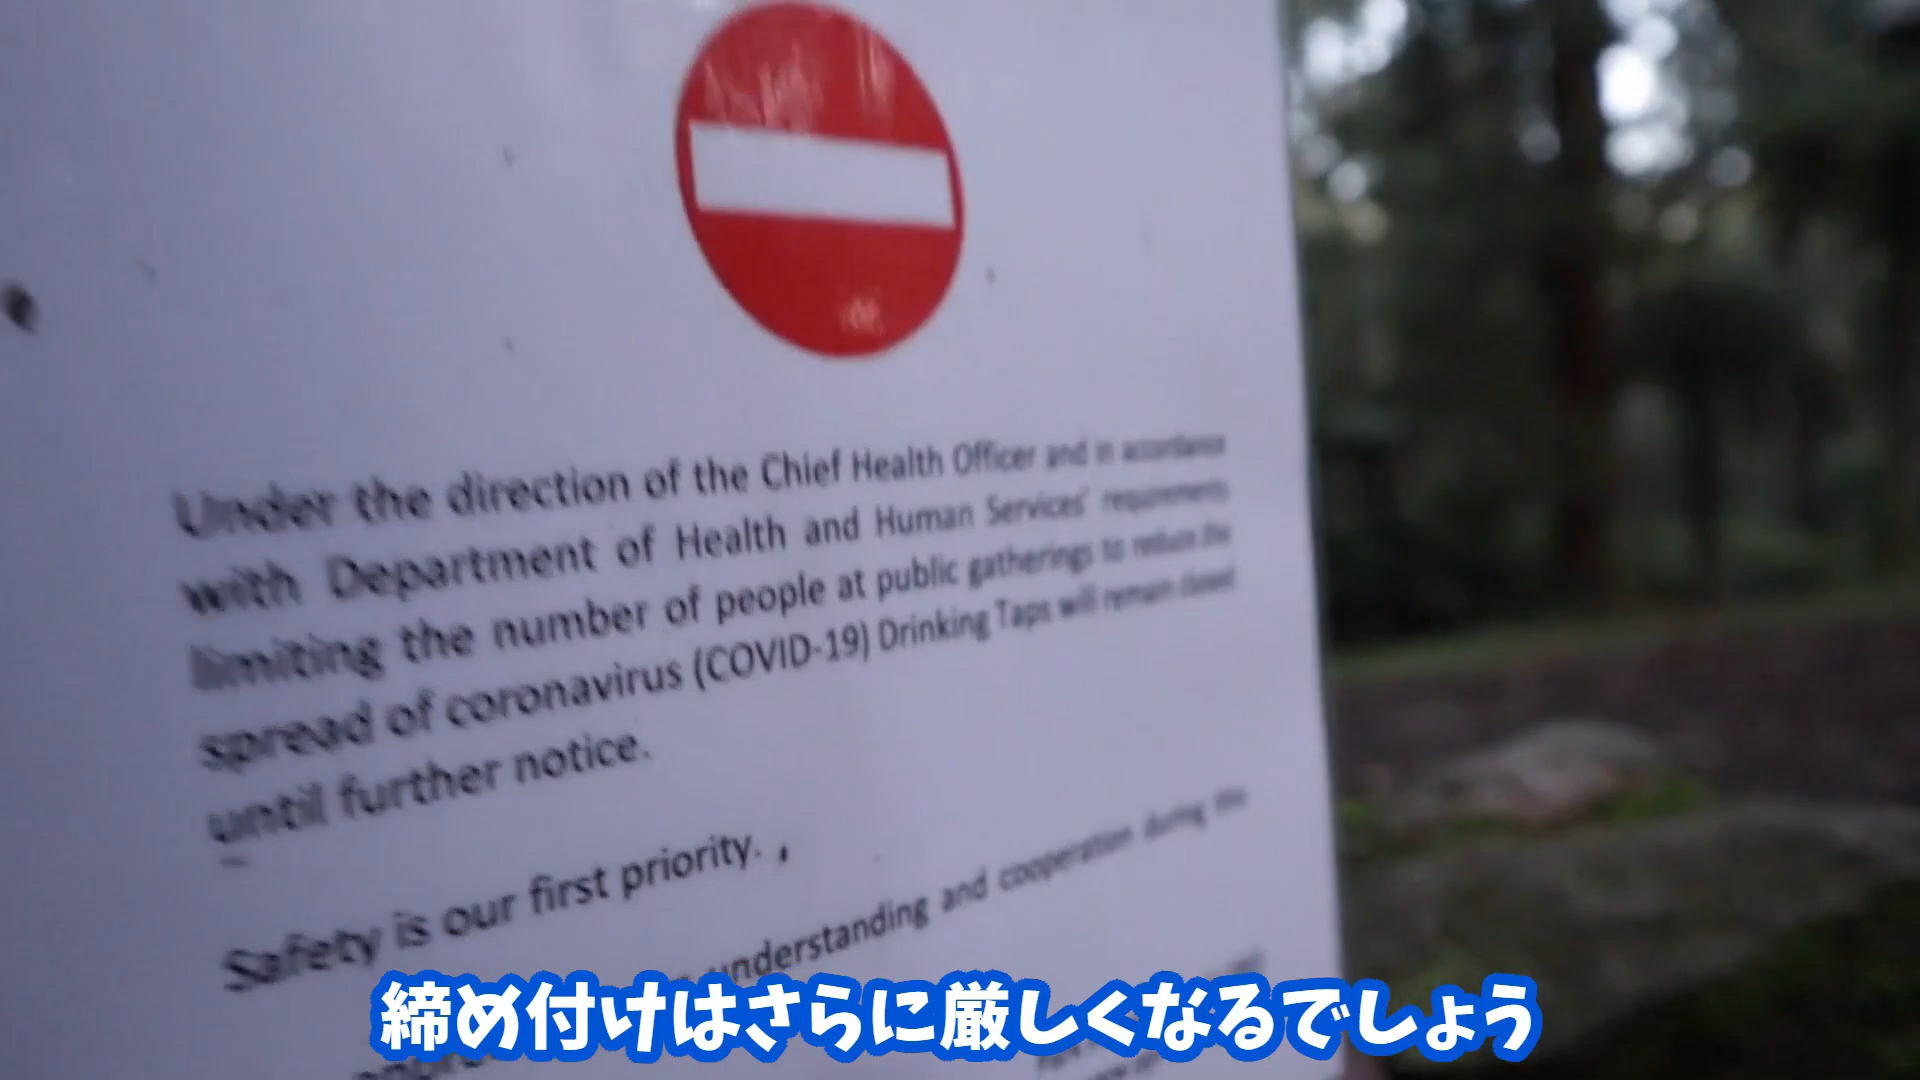 Under the direction of the Chief Health Officer and in accordance
with Department of Health and Human Services' requirements
limiting the number of people at public gatherings to reduce the
spread of coronavirus (COVID-19) Drinking Taps will remain closed
until further notice.
Safety is our first priority.
understanding and cooperation during this
締め付けはさらに厳しくなるでしょう